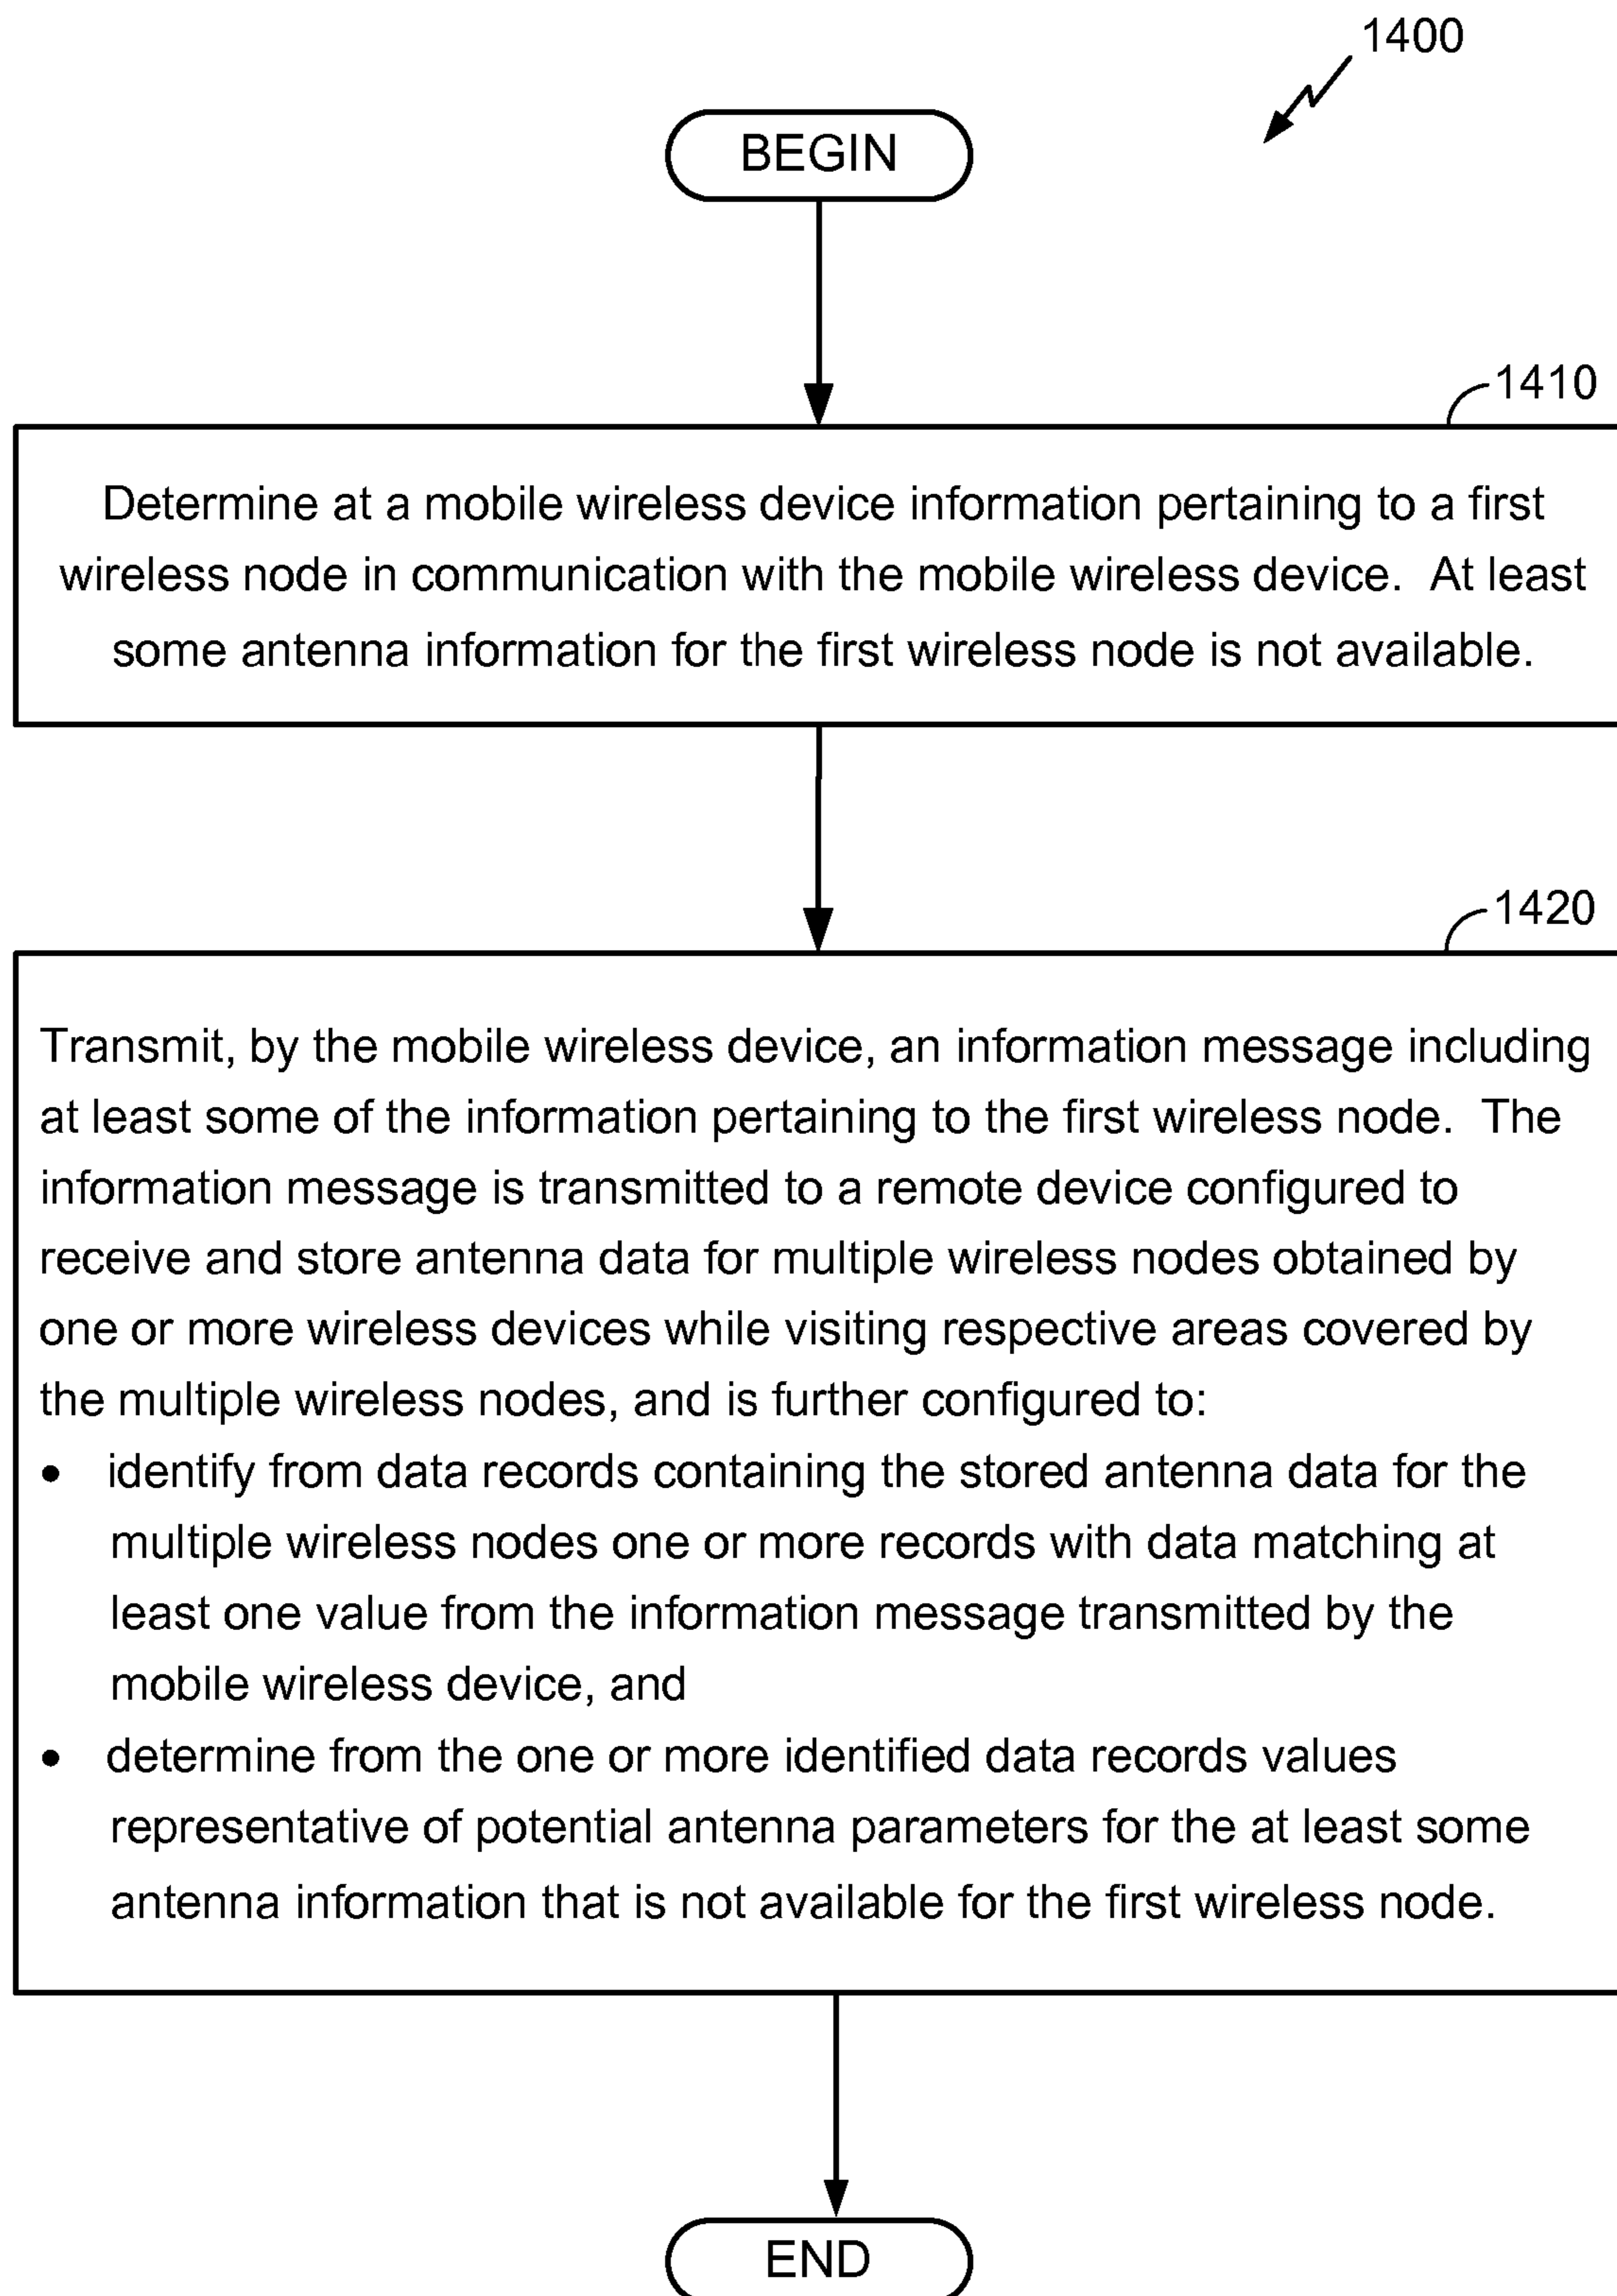 1400
BEGIN
1410
Determine at a mobile wireless device information pertaining to a first
wireless node in communication with the mobile wireless device. At least
some antenna information for the first wireless node is not available.
1420
Transmit, by the mobile wireless device, an information message including
at least some of the information pertaining to the first wireless node. The
information message is transmitted to a remote device configured to
receive and store antenna data for multiple wireless nodes obtained by
one or more wireless devices while visiting respective areas covered by
the multiple wireless nodes, and is further configured to:
• identify from data records containing the stored antenna data for the
multiple wireless nodes one or more records with data matching at
least one value from the information message transmitted by the
mobile wireless device, and
• determine from the one or more identified data records values
representative of potential antenna parameters for the at least some
antenna information that is not available for the first wireless node.
END